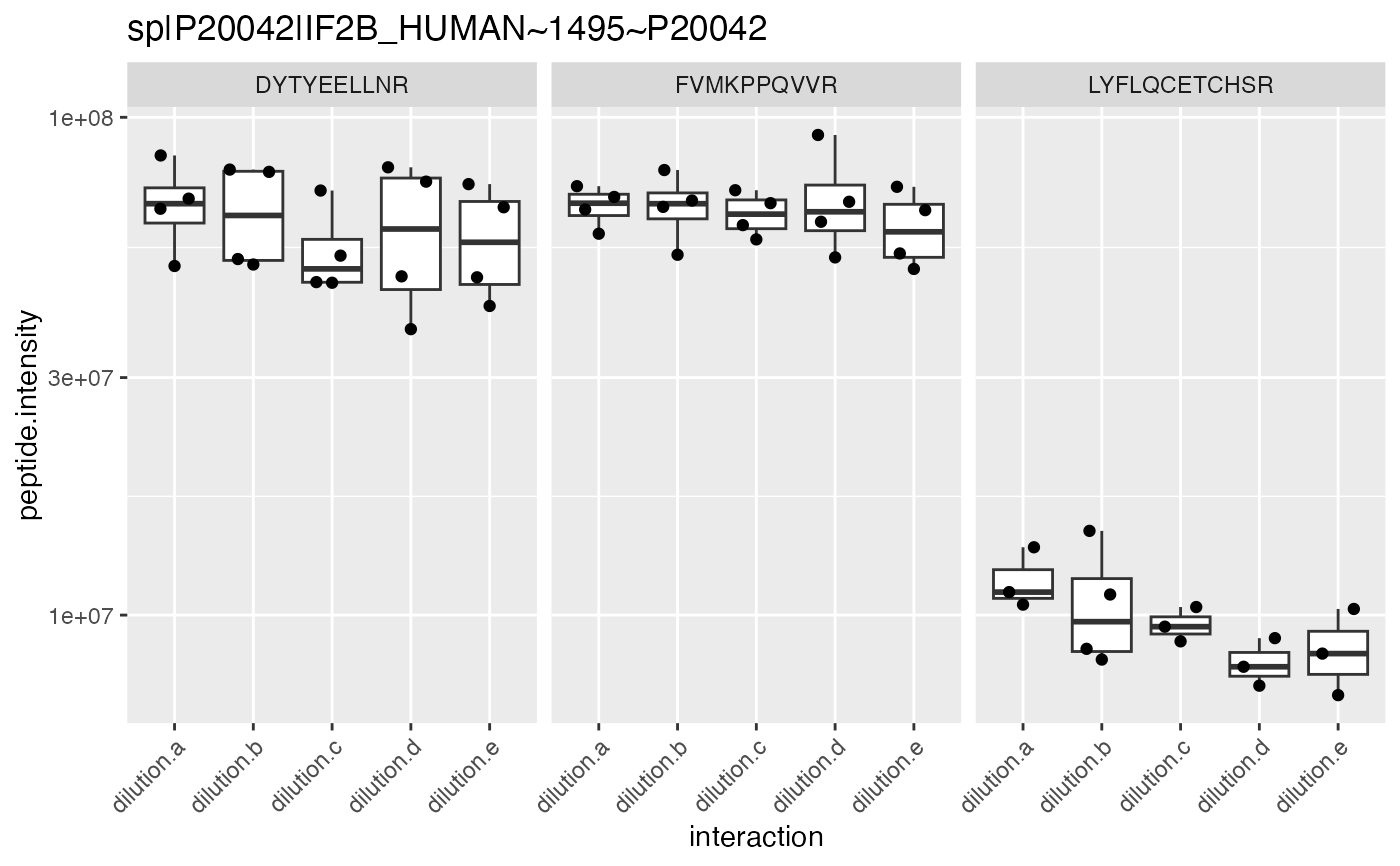 sp|P20042|IF2B_HUMAN~1495~P20042
DYTYEELLNR
FVMKPPQVVR
LYFLQCETCHSR
peptide.intensity
1e+08
3e+07
1e+07
dilution.a
dilution.b
dilution.c
dilution.d
dilution.e
dilution.a
dilution.b
dilution.c
dilution.d
dilution.e
dilution.a
dilution.b
dilution.c
dilution.d
dilution.e
interaction